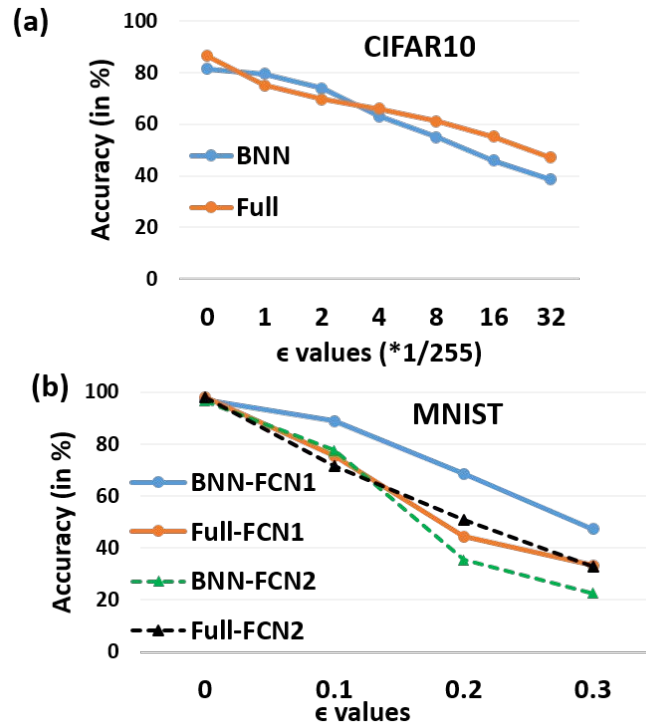 (a)
CIFAR10
Accuracy (in %)
100
80
60
40
20
0
BNN
Full
0 1 2 4 8 16 32
ϵ values (*1/255)
(b)
MNIST
Accuracy (in %)
100
80
60
40
20
0
BNN-FCN1
Full-FCN1
BNN-FCN2
Full-FCN2
0 0.1 0.2 0.3
ϵ values